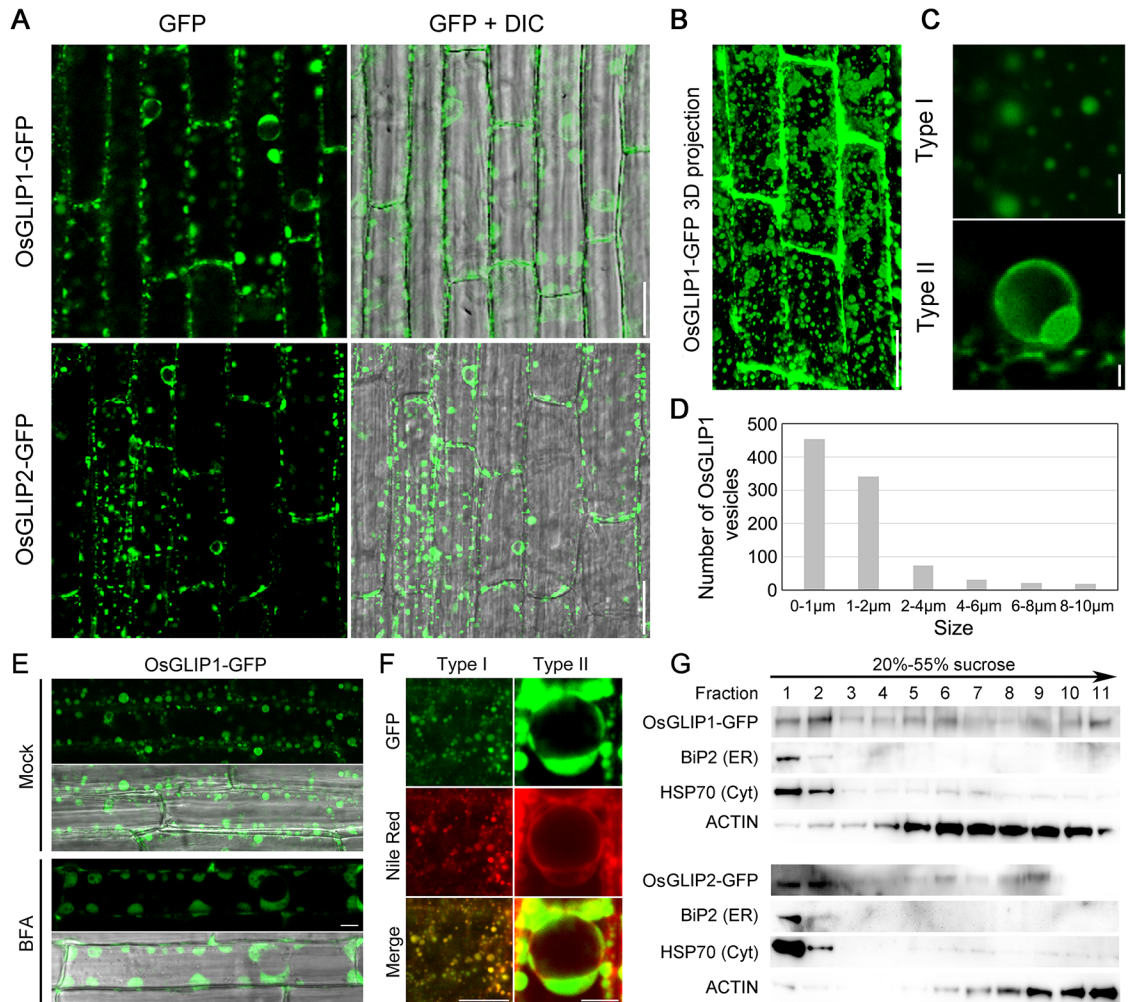 A
GFP
GFP + DIC
OsGLIP1-GFP
OsGLIP2-GFP
B
OsGLIP1-GFP 3D projection
C
Type I
Type II
D
Number of OsGLIP1
vesicles
500
400
300
200
100
0
0-1μm 1-2μm 2-4μm 4-6μm 6-8μm 8-10μm
Size
E
OsGLIP1-GFP
Mock
BFA
F
Type I
Type II
GFP
Nile Red
Merge
G
20%-55% sucrose
Fraction 1 2 3 4 5 6 7 8 9 10 11
OsGLIP1-GFP
BiP2 (ER)
HSP70 (Cyt)
ACTIN
OsGLIP2-GFP
BiP2 (ER)
HSP70 (Cyt)
ACTIN